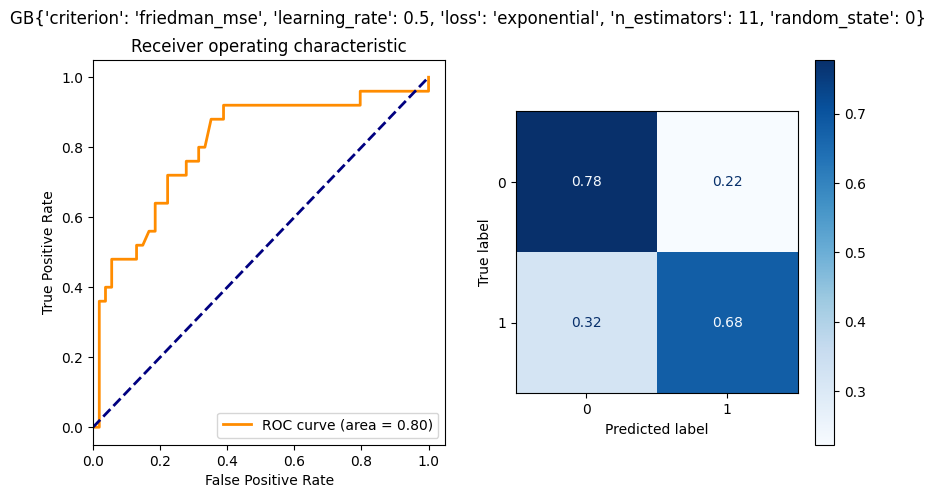 GB{'criterion': 'friedman_mse', 'learning_rate': 0.5, 'loss': 'exponential', 'n_estimators': 11, 'random_state': 0}
Receiver operating characteristic
True Positive Rate
1.0
0.8
0.6
0.4
0.2
0.0
ROC curve (area = 0.80)
0.0 0.2 0.4 0.6 0.8 1.0
False Positive Rate
True label
0
1
0.78 0.22
0.32 0.68
0 1
Predicted label
0.7
0.6
0.5
0.4
0.3